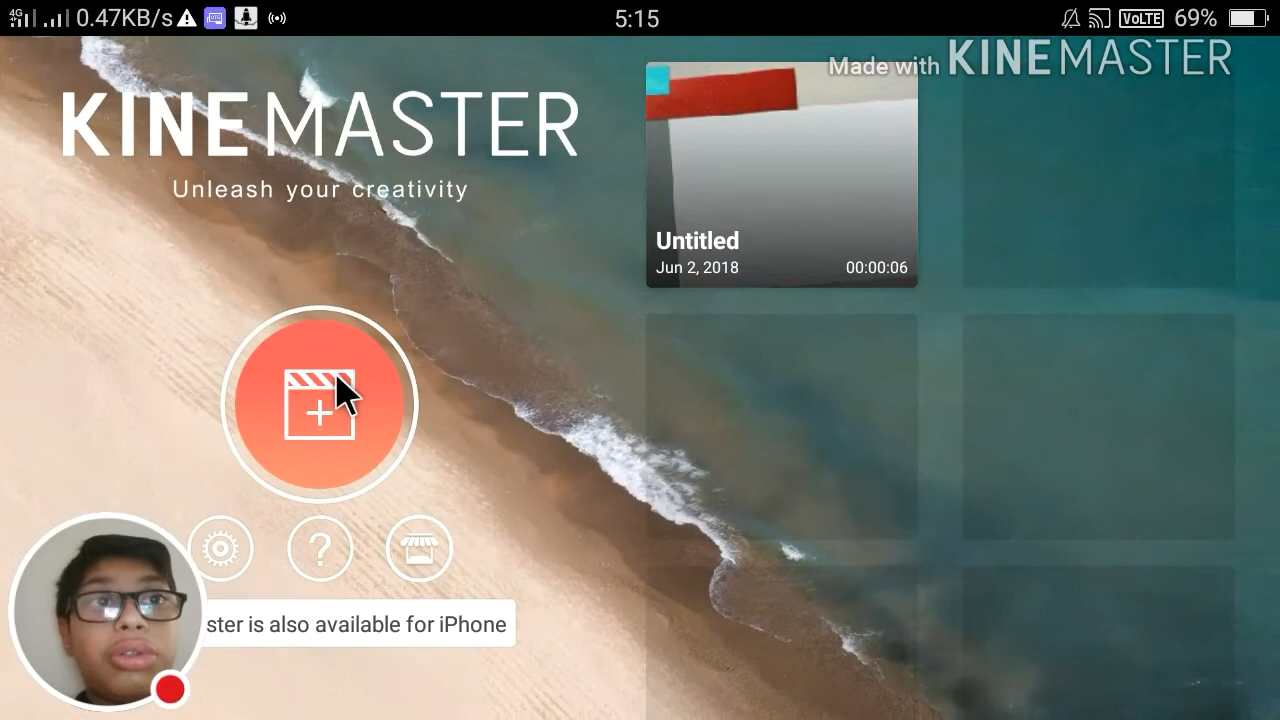 4G 0.47KB/s 5:15 VoLTE 69%
Made with KINEMASTER
KINEMASTER
Unleash your creativity
Untitled
Jun 2, 2018 00:00:06
?
ster is also available for iPhone